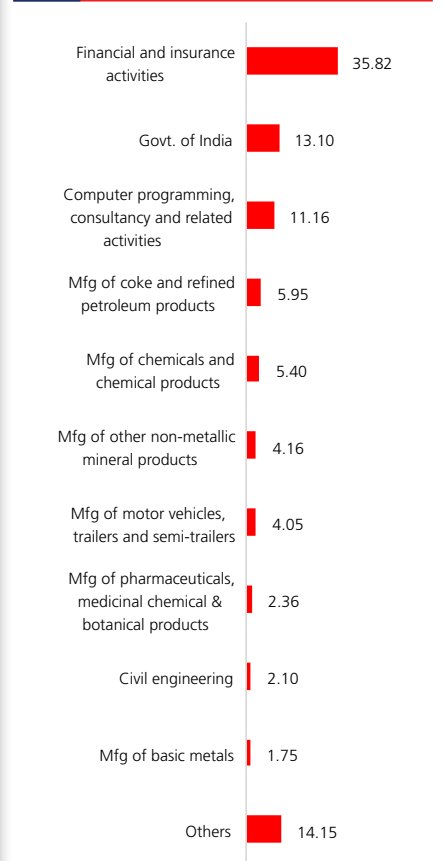 Financial and insurance
activities
35.82
Govt. of India
13.10
Computer programming,
consultancy and related
activities
11.16
Mfg of coke and refined
petroleum products
5.95
Mfg of chemicals and
chemical products
5.40
Mfg of other non-metallic
mineral products
4.16
Mfg of motor vehicles,
trailers and semi-trailers
4.05
Mfg of pharmaceuticals,
medicinal chemical &
botanical products
2.36
Civil engineering
2.10
Mfg of basic metals
1.75
Others
14.15